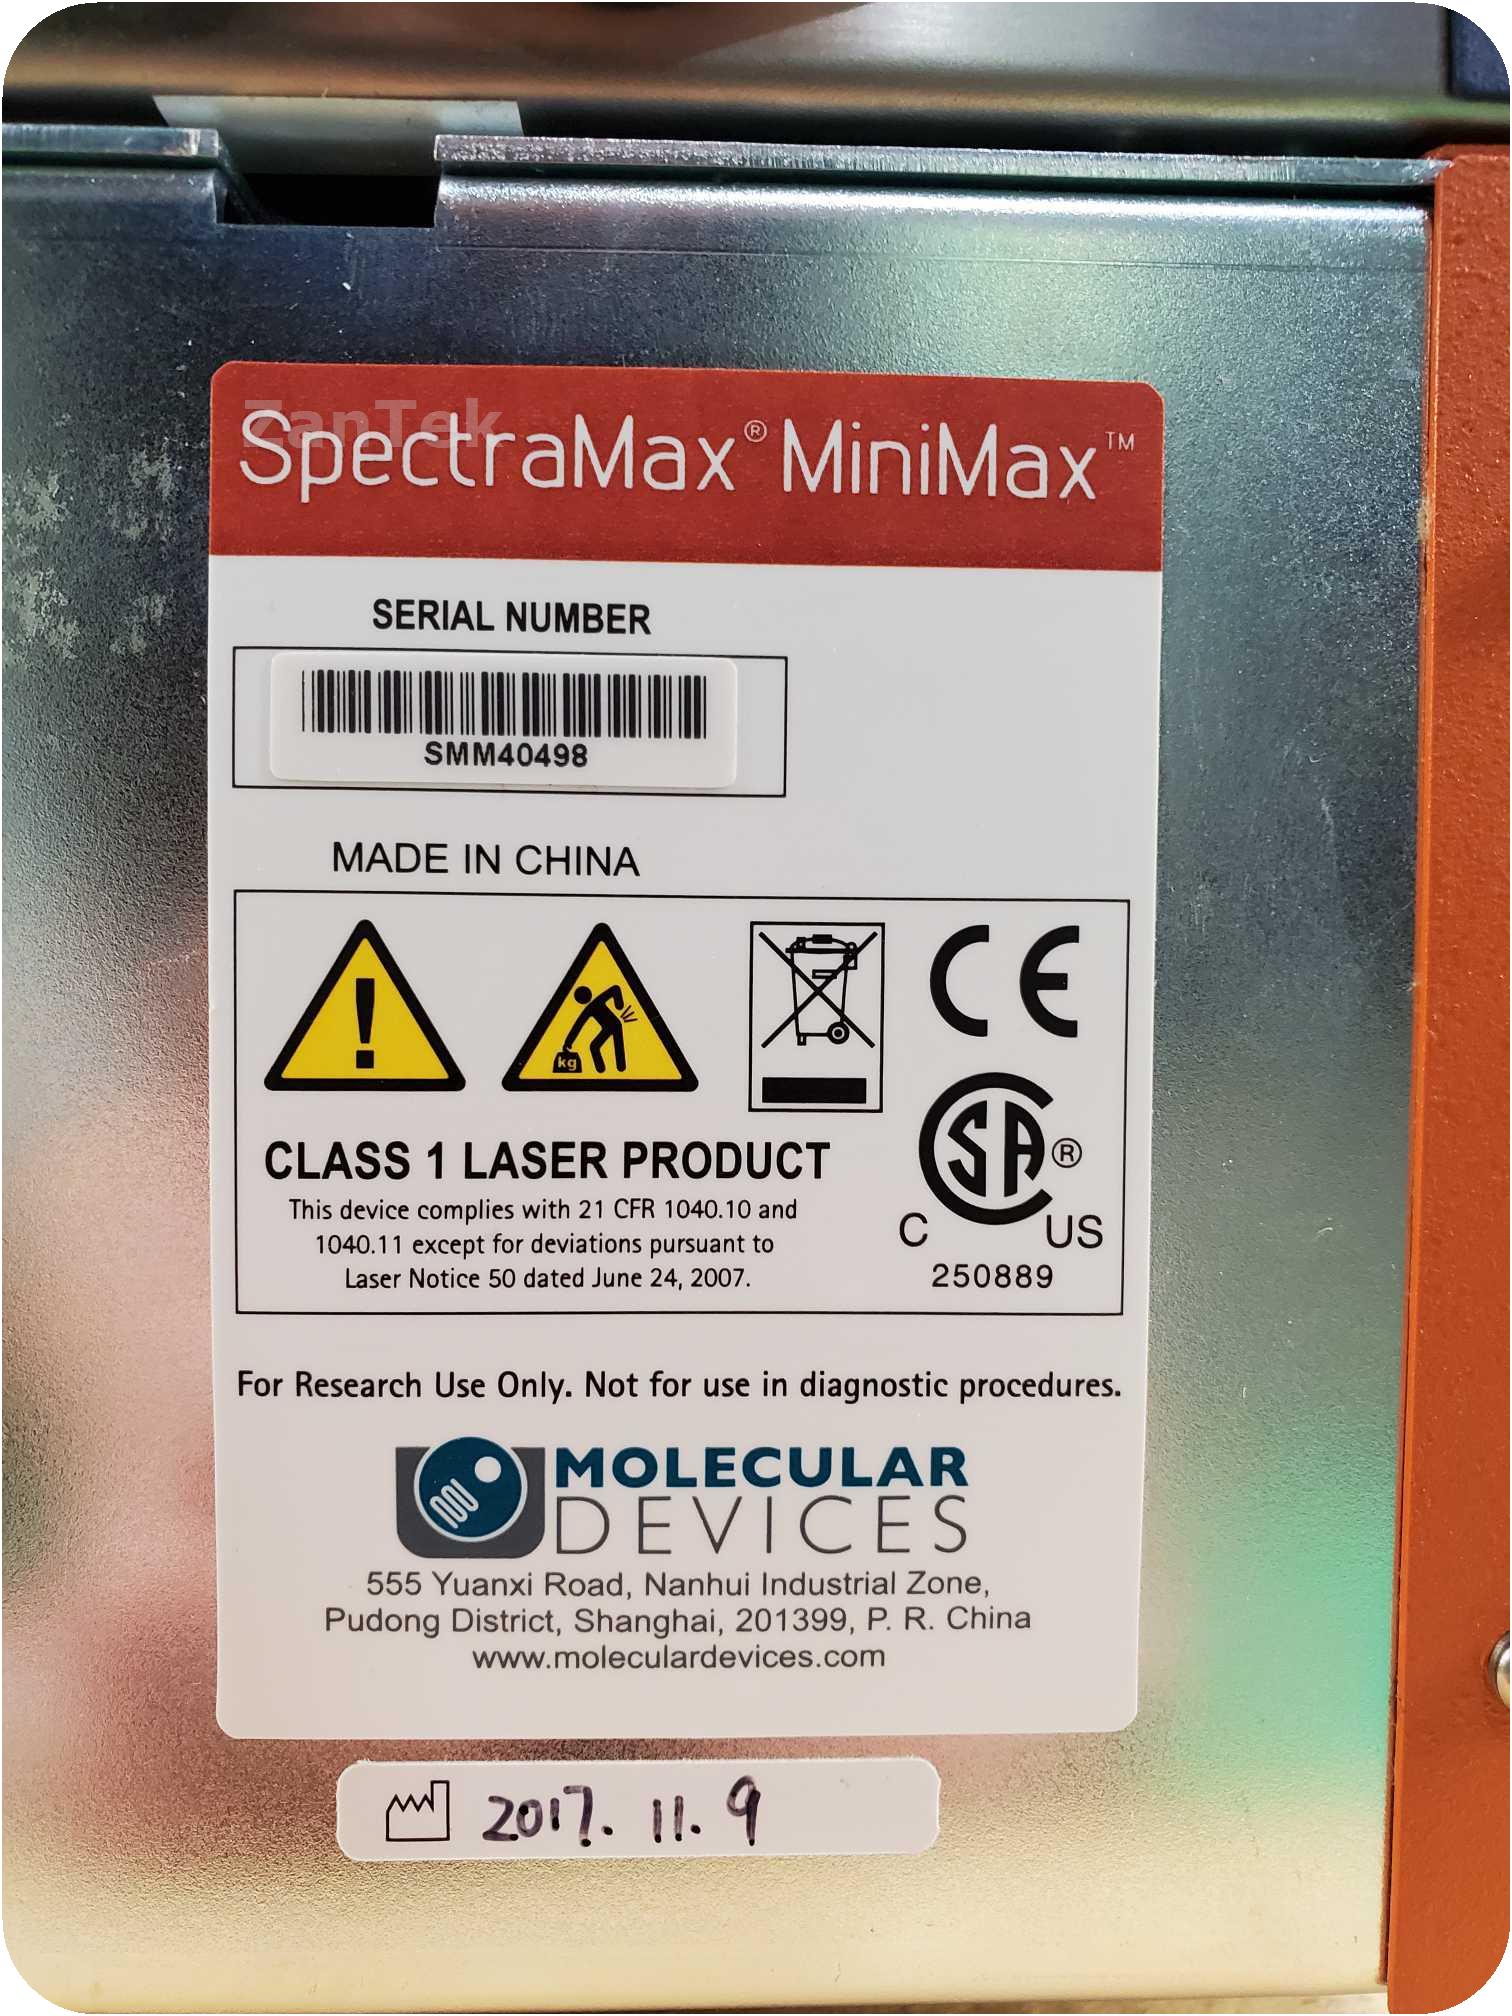 ZanTek
SpectraMax® MiniMax™
SERIAL NUMBER
SMM40498
MADE IN CHINA
kg
CE
CLASS 1 LASER PRODUCT
This device complies with 21 CFR 1040.10 and
1040.11 except for deviations pursuant to
Laser Notice 50 dated June 24, 2007.
CSA®
C US
250889
For Research Use Only. Not for use in diagnostic procedures.
MOLECULAR
DEVICES
555 Yuanxi Road, Nanhui Industrial Zone,
Pudong District, Shanghai, 201399, P. R. China
www.moleculardevices.com
2017. 11. 9